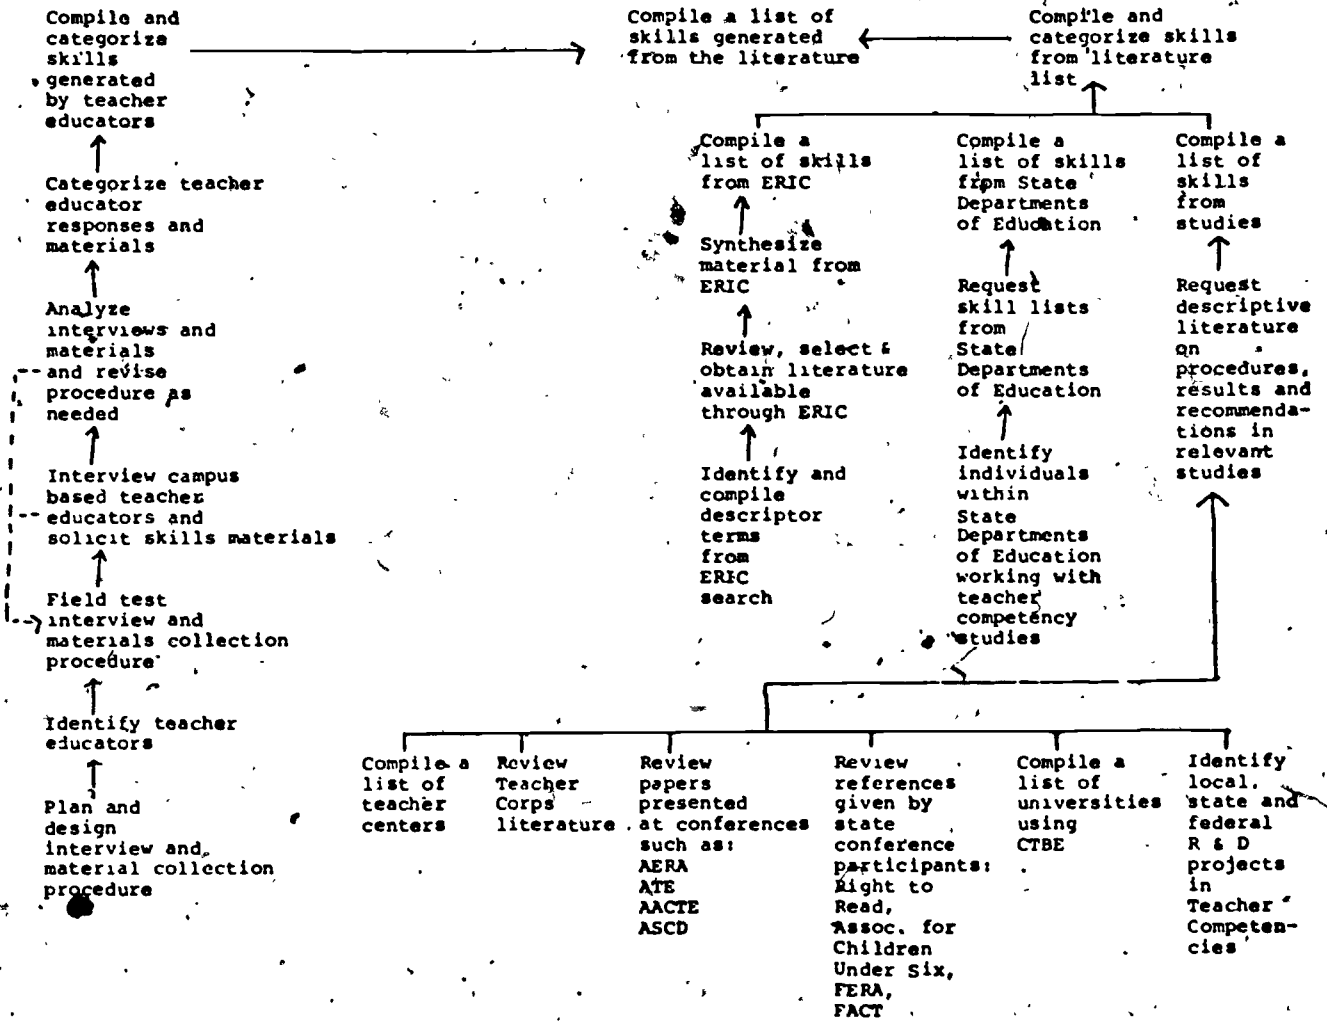 Compile and
categorize
skills
generated
by teacher
educators
Categorize teacher
educator
responses and
materials
Analyze
interviews and
materials
and revise
procedure as
needed
Interview campus
based teacher
educators and
solicit skills materials
Field test
interview and
materials collection
procedure
Identify teacher
educators
Plan and
design
interview and
material collection
procedure
Compile a list of
skills generated
from the literature
Compile and
categorize skills
from literature
list
Compile a
list of skills
from ERIC
Synthesize
material from
ERIC
Review, select &
obtain literature
available
through ERIC
Identify and
compile
descriptor
terms
from
ERIC
search
Compile a
list of skills
from State
Departments
of Education
Request
skill lists
from
State
Departments
of Education
Identify
individuals
within
State
Departments
of Education
working with
teacher
competency
studies
Compile a
list of
skills
from
studies
Request
descriptive
literature
on
procedures,
results and
recommenda-
tions in
relevant
studies
Compile a
list of
teacher
centers
Review
Teacher
Corps
literature
Review
papers
presented
at conferences
such as:
AERA
ATE
AACTE
ASCD
Review
references
given by
state
conference
participants:
Right to
Read,
Assoc. for
Children
Under Six,
FERA,
FACT
Compile a
list of
universities
using
CTBE
Identify
local,
state and
federal
R & D
projects
in
Teacher
Competen-
cies